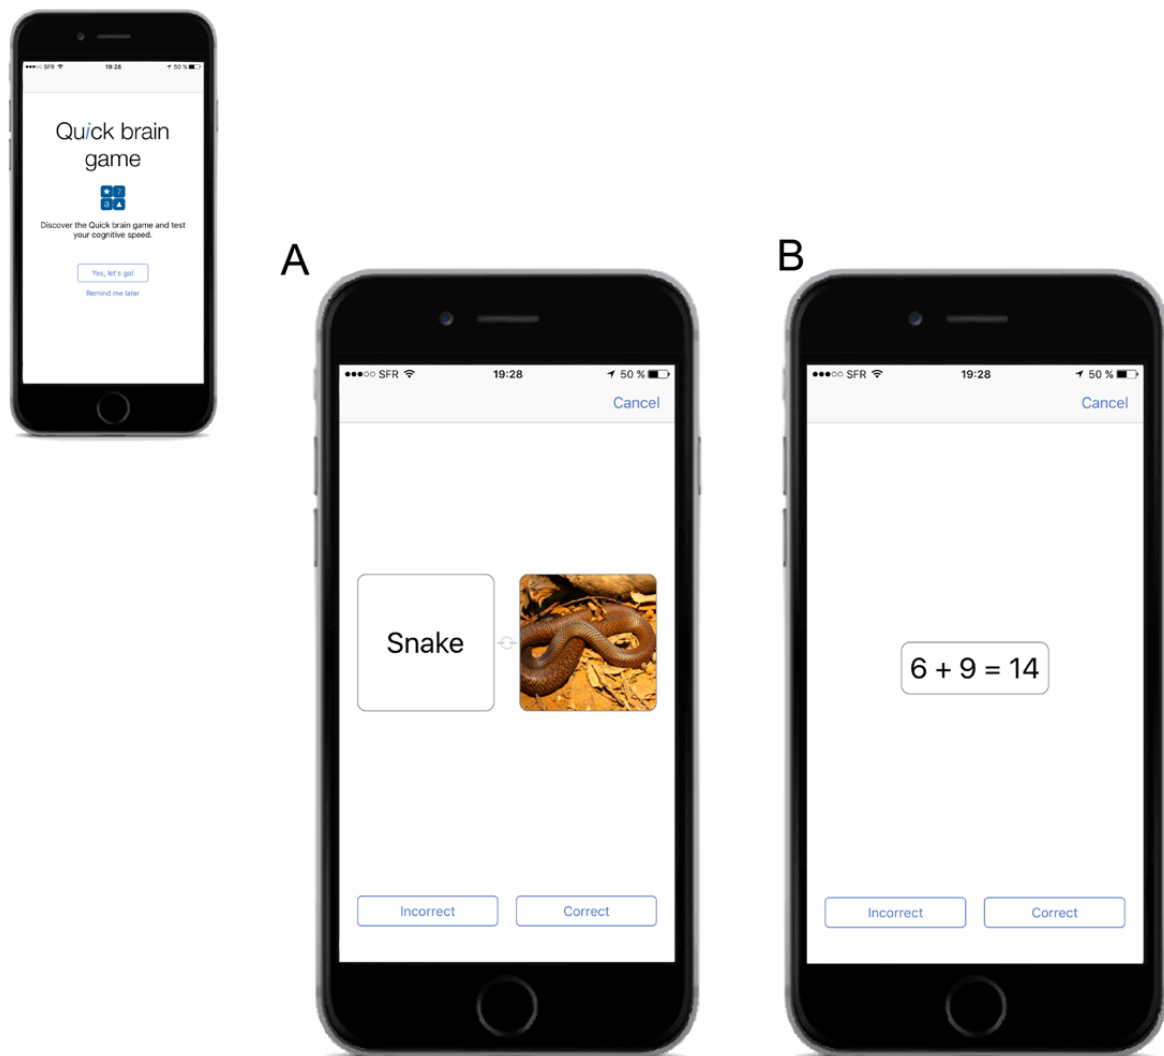 SFR 19:28 50 %
Quick brain
game
7
a
Discover the Quick brain game and test
your cognitive speed.
Yes, let's go!
Remind me later
A
SFR 19:28 50 %
Cancel
Snake
Incorrect Correct
B
SFR 19:28 50 %
Cancel
6 + 9 = 14
Incorrect Correct